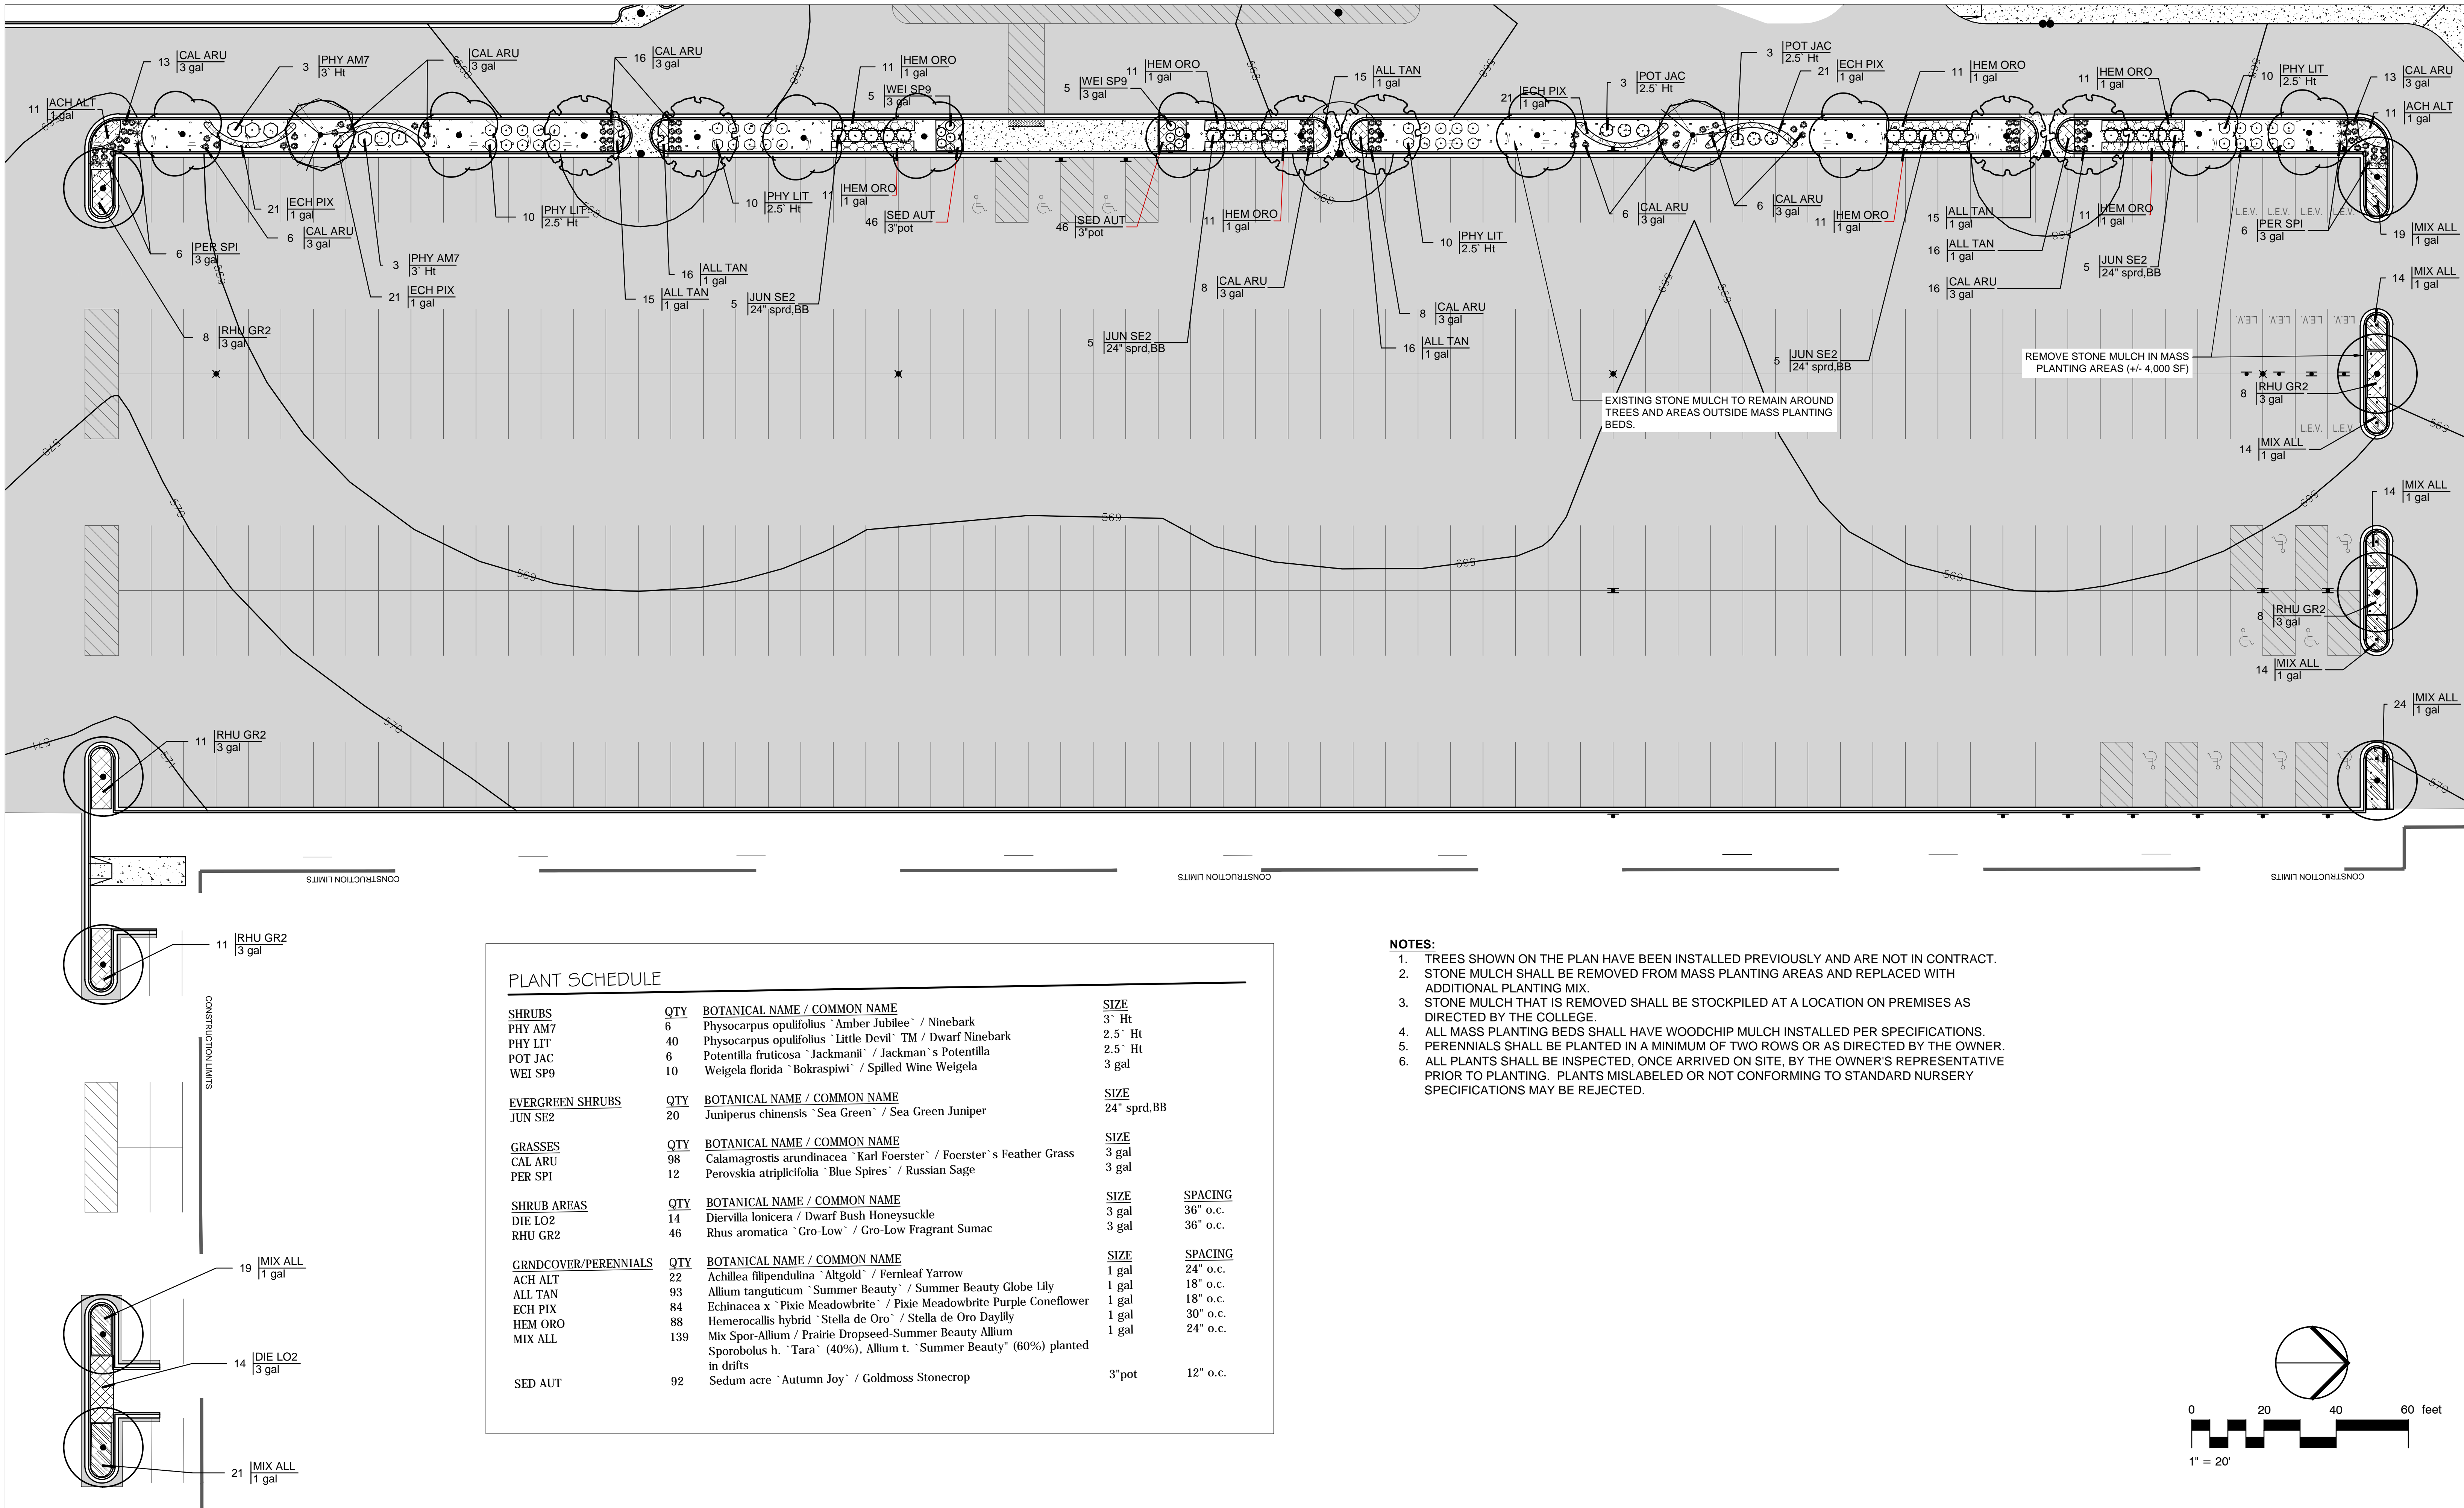 13 CAL ARU
3 gal
3 PHY AM7
3` Ht
6 CAL ARU
3 gal
16 CAL ARU
3 gal
11 HEM ORO
1 gal
5 WEI SP9
3 gal
5 WEI SP9
3 gal
11 HEM ORO
1 gal
15 ALL TAN
1 gal
21 ECH PIX
1 gal
3 POT JAC
2.5` Ht
3 POT JAC
2.5` Ht
21 ECH PIX
1 gal
11 HEM ORO
1 gal
11 HEM ORO
1 gal
10 PHY LIT
2.5` Ht
13 CAL ARU
3 gal
11 ACH ALT
1 gal
11 ACH ALT
1 gal
568
568
568
568
569
21 ECH PIX
1 gal
6 CAL ARU
3 gal
6 PER SPI
3 gal
3 PHY AM7
3` Ht
21 ECH PIX
1 gal
8 RHU GR2
3 gal
10 PHY LIT
2.5` Ht
568
16 ALL TAN
1 gal
15 ALL TAN
1 gal
10 PHY LIT
2.5` Ht
11 HEM ORO
1 gal
46 SED AUT
3"pot
5 JUN SE2
24" sprd,BB
46 SED AUT
3"pot
11 HEM ORO
1 gal
568
10 PHY LIT
2.5` Ht
8 CAL ARU
3 gal
8 CAL ARU
3 gal
5 JUN SE2
24" sprd,BB
16 ALL TAN
1 gal
6 CAL ARU
3 gal
6 CAL ARU
3 gal
11 HEM ORO
1 gal
15 ALL TAN
1 gal
16 ALL TAN
1 gal
16 CAL ARU
3 gal
568
11 HEM ORO
1 gal
5 JUN SE2
24" sprd,BB
5 JUN SE2
24" sprd,BB
L.E.V. L.E.V. L.E.V. L.E.V.
6 PER SPI
3 gal
19 MIX ALL
1 gal
14 MIX ALL
1 gal
L.E.V. L.E.V. L.E.V. L.E.V.
REMOVE STONE MULCH IN MASS
PLANTING AREAS (+/- 4,000 SF)
8 RHU GR2
3 gal
EXISTING STONE MULCH TO REMAIN AROUND
TREES AND AREAS OUTSIDE MASS PLANTING
BEDS.
L.E.V. L.E.V.
14 MIX ALL
1 gal
14 MIX ALL
1 gal
8 RHU GR2
3 gal
14 MIX ALL
1 gal
24 MIX ALL
1 gal
569
569
569
570
570
569
569
569
569
569
569
570
571
571
570
11 RHU GR2
3 gal
CONSTRUCTION LIMITS
CONSTRUCTION LIMITS
CONSTRUCTION LIMITS
11 RHU GR2
3 gal
CONSTRUCTION LIMITS
19 MIX ALL
1 gal
14 DIE LO2
3 gal
21 MIX ALL
1 gal
PLANT SCHEDULE
SHRUBS QTY BOTANICAL NAME / COMMON NAME SIZE
PHY AM7 6 Physocarpus opulifolius `Amber Jubilee` / Ninebark 3` Ht
PHY LIT 40 Physocarpus opulifolius `Little Devil` TM / Dwarf Ninebark 2.5` Ht
POT JAC 6 Potentilla fruticosa `Jackmanii` / Jackman`s Potentilla 2.5` Ht
WEI SP9 10 Weigela florida `Bokraspiwi` / Spilled Wine Weigela 3 gal
EVERGREEN SHRUBS QTY BOTANICAL NAME / COMMON NAME SIZE
JUN SE2 20 Juniperus chinensis `Sea Green` / Sea Green Juniper 24" sprd,BB
GRASSES QTY BOTANICAL NAME / COMMON NAME SIZE
CAL ARU 98 Calamagrostis arundinacea `Karl Foerster` / Foerster`s Feather Grass 3 gal
PER SPI 12 Perovskia atriplicifolia `Blue Spires` / Russian Sage 3 gal
SHRUB AREAS QTY BOTANICAL NAME / COMMON NAME SIZE SPACING
DIE LO2 14 Diervilla lonicera / Dwarf Bush Honeysuckle 3 gal 36" o.c.
RHU GR2 46 Rhus aromatica `Gro-Low` / Gro-Low Fragrant Sumac 3 gal 36" o.c.
GRNDCOVER/PERENNIALS QTY BOTANICAL NAME / COMMON NAME SIZE SPACING
ACH ALT 22 Achillea filipendulina `Altgold` / Fernleaf Yarrow 1 gal 24" o.c.
ALL TAN 93 Allium tanguticum `Summer Beauty` / Summer Beauty Globe Lily 1 gal 18" o.c.
ECH PIX 84 Echinacea x `Pixie Meadowbrite` / Pixie Meadowbrite Purple Coneflower 1 gal 18" o.c.
HEM ORO 88 Hemerocallis hybrid `Stella de Oro` / Stella de Oro Daylily 1 gal 30" o.c.
MIX ALL 139 Mix Spor-Allium / Prairie Dropseed-Summer Beauty Allium 1 gal 24" o.c.
Sporobolus h. `Tara` (40%), Allium t. `Summer Beauty" (60%) planted
in drifts
SED AUT 92 Sedum acre `Autumn Joy` / Goldmoss Stonecrop 3"pot 12" o.c.
NOTES:
1. TREES SHOWN ON THE PLAN HAVE BEEN INSTALLED PREVIOUSLY AND ARE NOT IN CONTRACT.
2. STONE MULCH SHALL BE REMOVED FROM MASS PLANTING AREAS AND REPLACED WITH
ADDITIONAL PLANTING MIX.
3. STONE MULCH THAT IS REMOVED SHALL BE STOCKPILED AT A LOCATION ON PREMISES AS
DIRECTED BY THE COLLEGE.
4. ALL MASS PLANTING BEDS SHALL HAVE WOODCHIP MULCH INSTALLED PER SPECIFICATIONS.
5. PERENNIALS SHALL BE PLANTED IN A MINIMUM OF TWO ROWS OR AS DIRECTED BY THE OWNER.
6. ALL PLANTS SHALL BE INSPECTED, ONCE ARRIVED ON SITE, BY THE OWNER'S REPRESENTATIVE
PRIOR TO PLANTING. PLANTS MISLABELED OR NOT CONFORMING TO STANDARD NURSERY
SPECIFICATIONS MAY BE REJECTED.
0 20 40 60 feet
1" = 20'